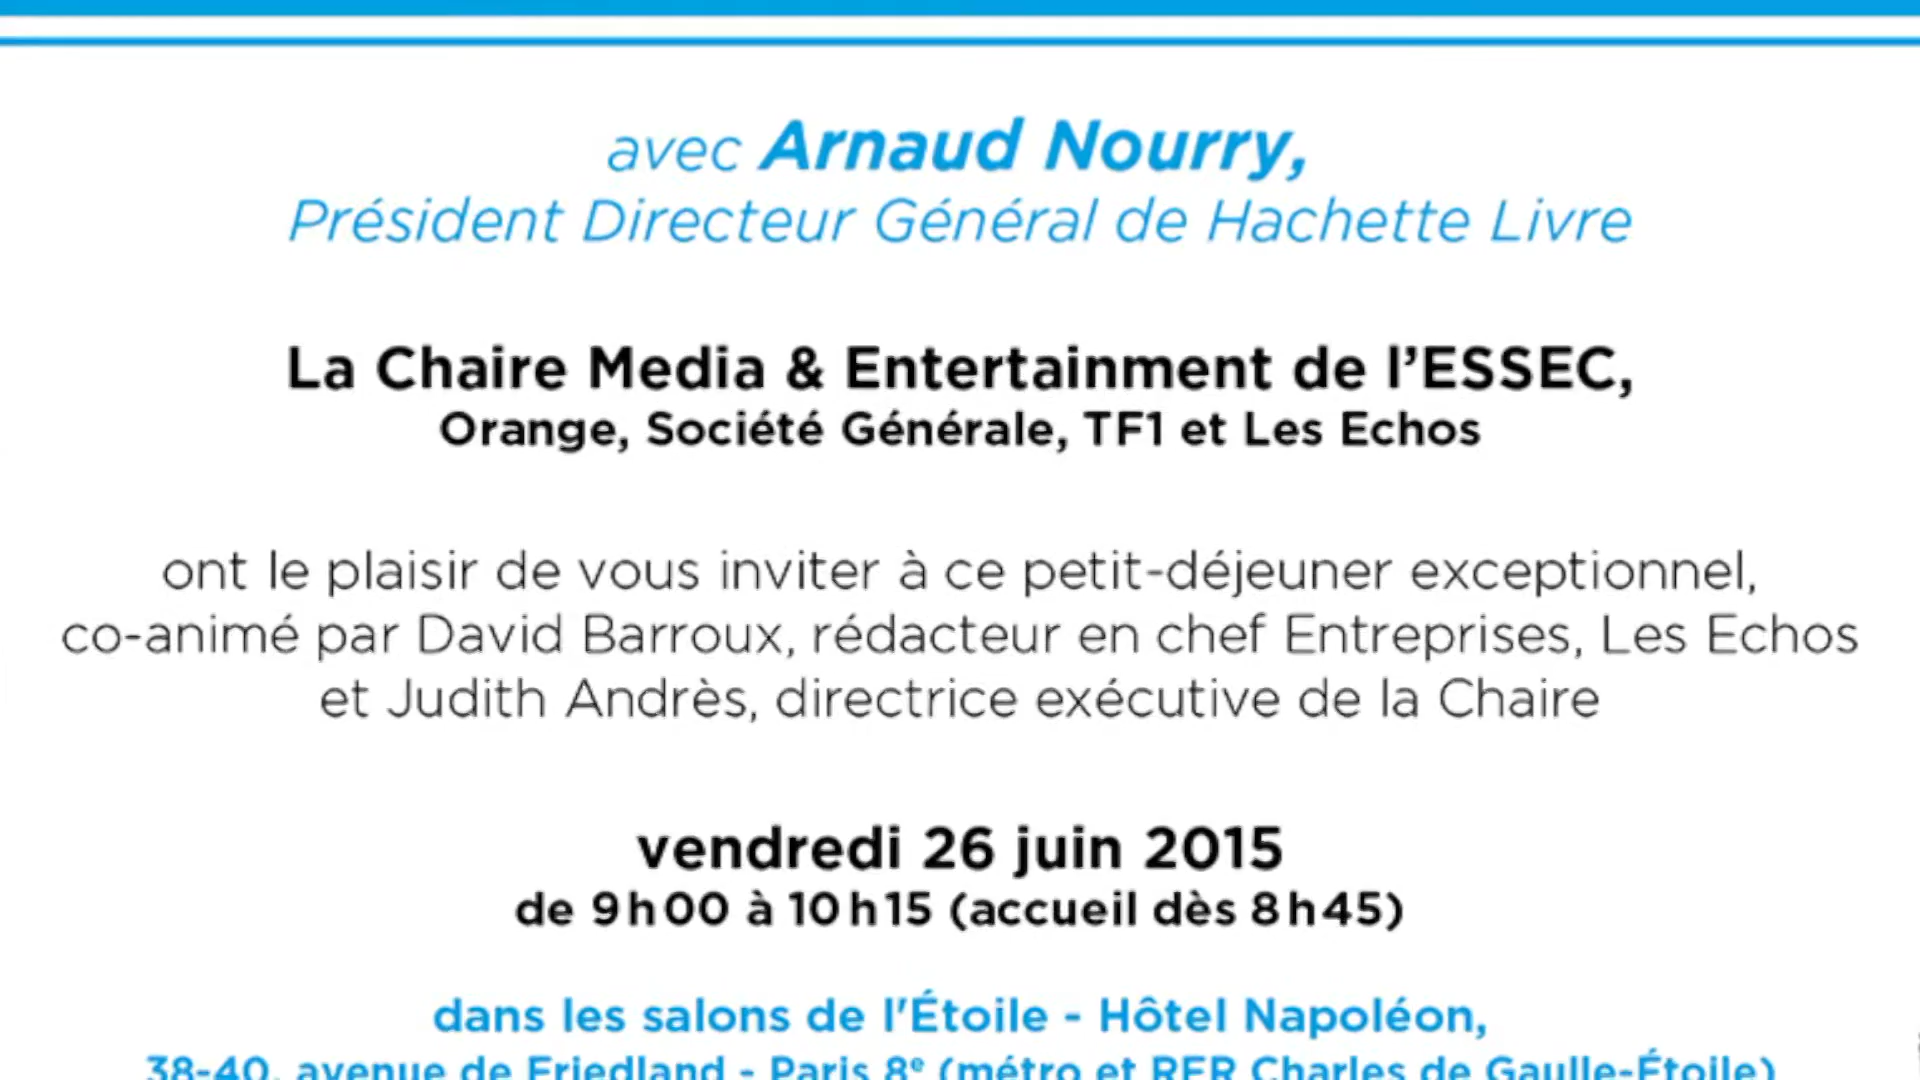 avec Arnaud Nourry,
Président Directeur Général de Hachette Livre
La Chaire Media & Entertainment de l’ESSEC,
Orange, Société Générale, TF1 et Les Echos
ont le plaisir de vous inviter à ce petit-déjeuner exceptionnel,
co-animé par David Barroux, rédacteur en chef Entreprises, Les Echos
et Judith Andrès, directrice exécutive de la Chaire
vendredi 26 juin 2015
de 9h00 à 10h15 (accueil dès 8h45)
dans les salons de l'Étoile - Hôtel Napoléon,
38-40, avenue de Friedland - Paris 8ᵉ (métro et RER Charles de Gaulle-Étoile)